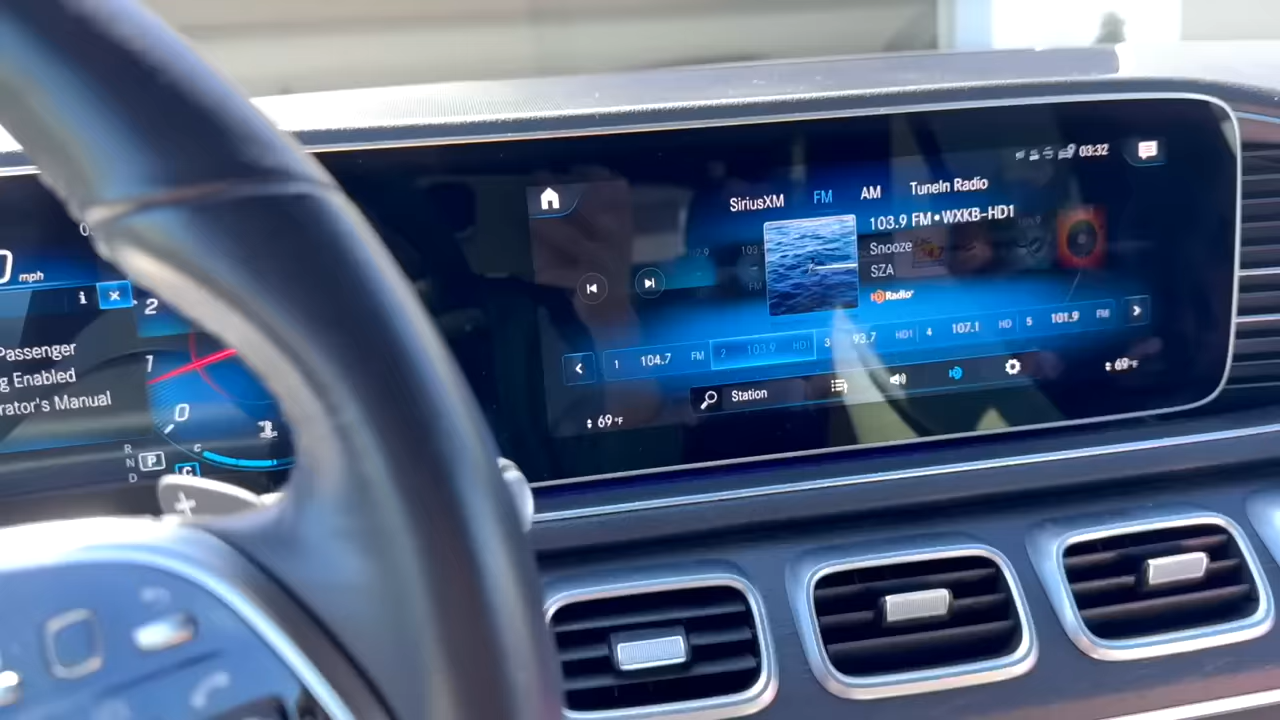 03:32
SiriusXM FM AM TuneIn Radio
103.9 FM•WXKB-HD1
Snooze
SZA
HD Radio
1 104.7 FM 2 103.9 HD1 3 93.7 HD1 4 107.1 HD 5 101.9 FM
Station
69°F
69°F
mph
i × 2
Passenger
g Enabled
rator's Manual
1
0
R
N P
D
C
C
+